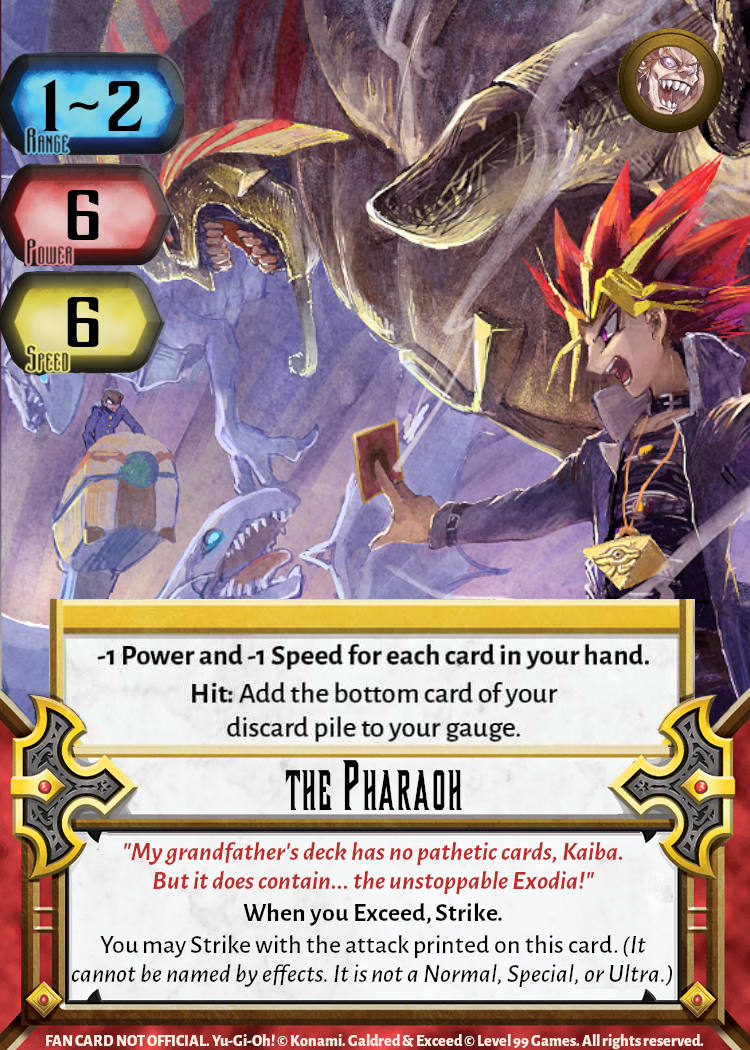 1~2
Range
6
Power
6
Speed
-1 Power and -1 Speed for each card in your hand.
Hit: Add the bottom card of your
discard pile to your gauge.
the Pharaoh
"My grandfather's deck has no pathetic cards, Kaiba.
But it does contain... the unstoppable Exodia!"
When you Exceed, Strike.
You may Strike with the attack printed on this card. (It
cannot be named by effects. It is not a Normal, Special, or Ultra.)
FAN CARD NOT OFFICIAL. Yu-Gi-Oh! © Konami. Galdred & Exceed © Level 99 Games. All rights reserved.